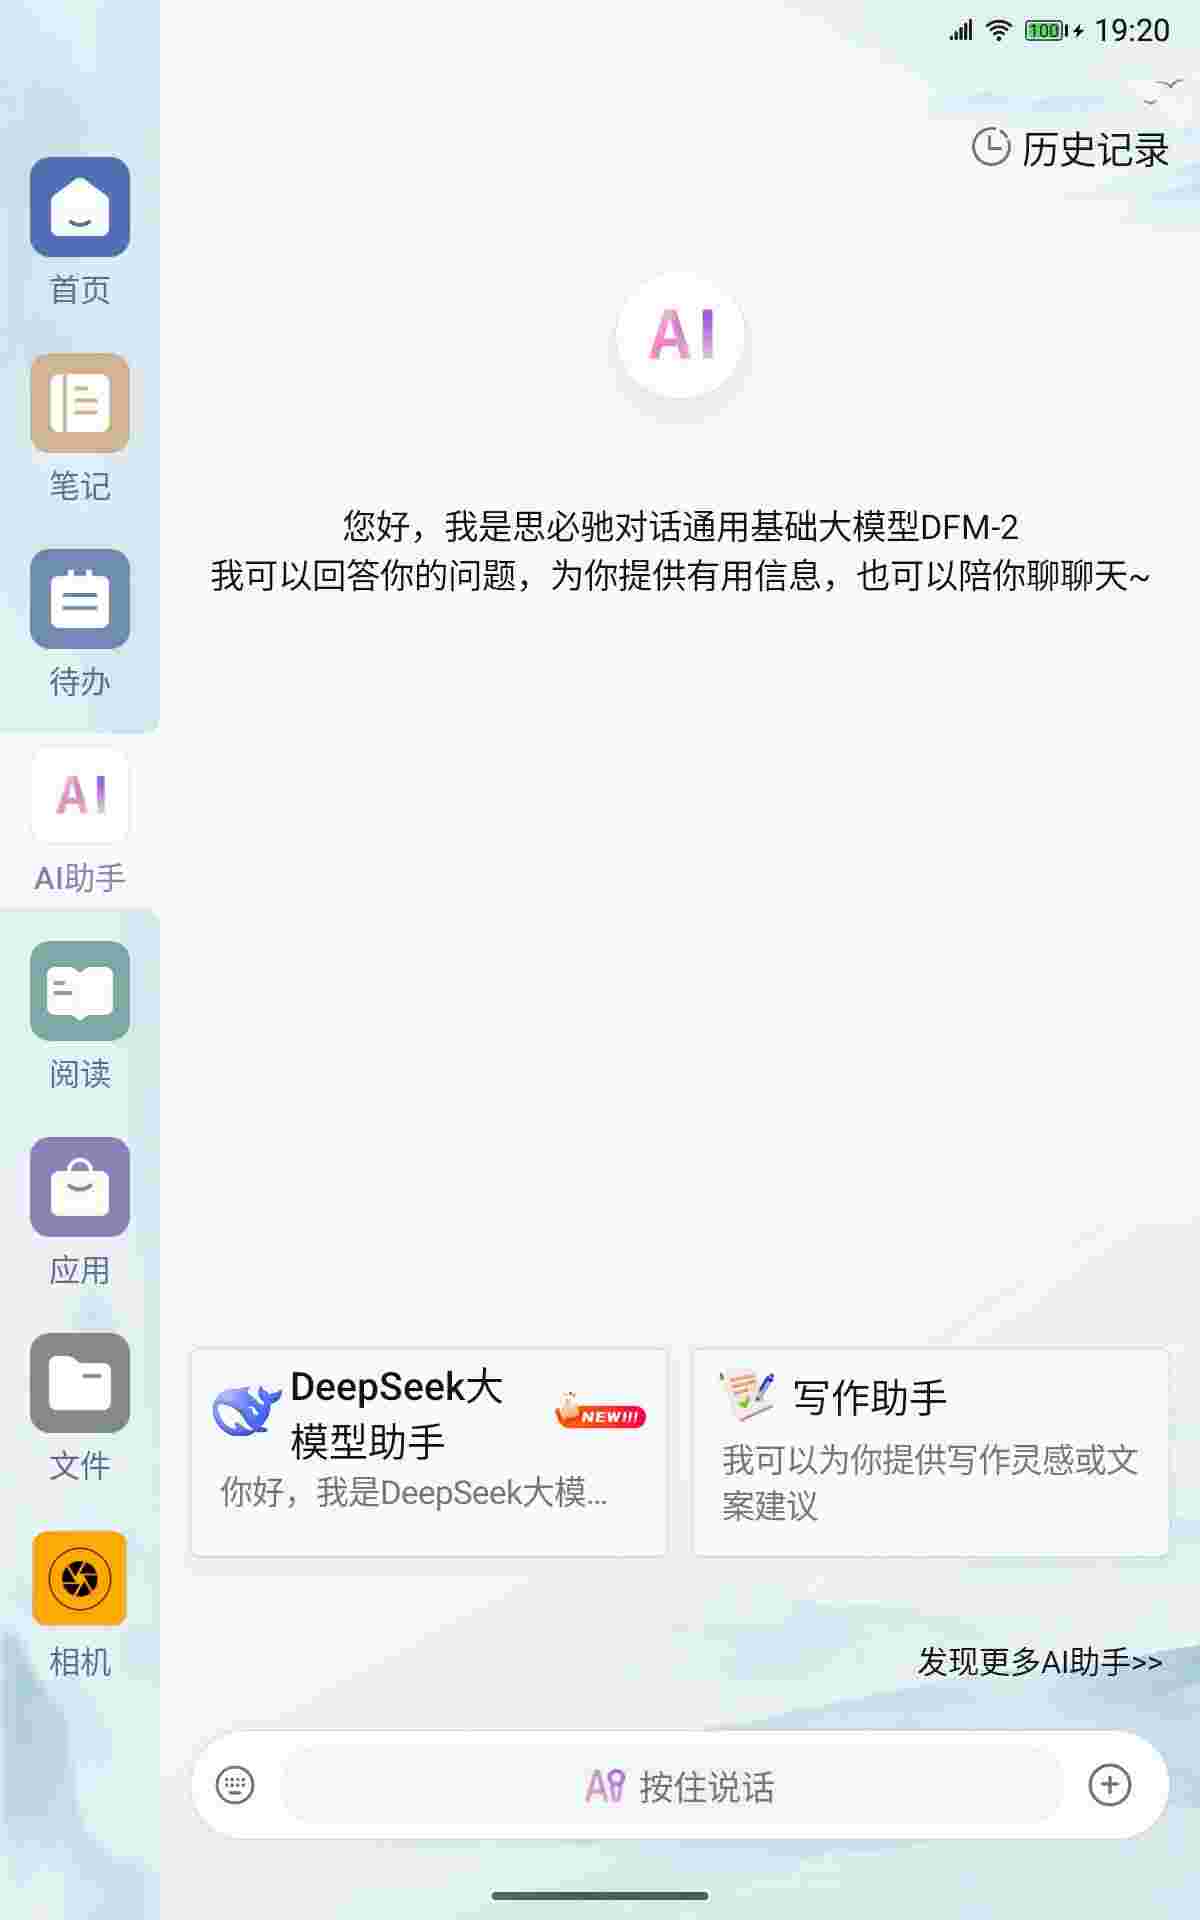 100 19:20
历史记录
首页
笔记
待办
AI
AI助手
阅读
应用
文件
相机
AI
您好，我是思必驰对话通用基础大模型DFM-2
我可以回答你的问题，为你提供有用信息，也可以陪你聊聊天~
DeepSeek大
模型助手
NEW!!!
你好，我是DeepSeek大模...
写作助手
我可以为你提供写作灵感或文
案建议
发现更多AI助手>>
按住说话